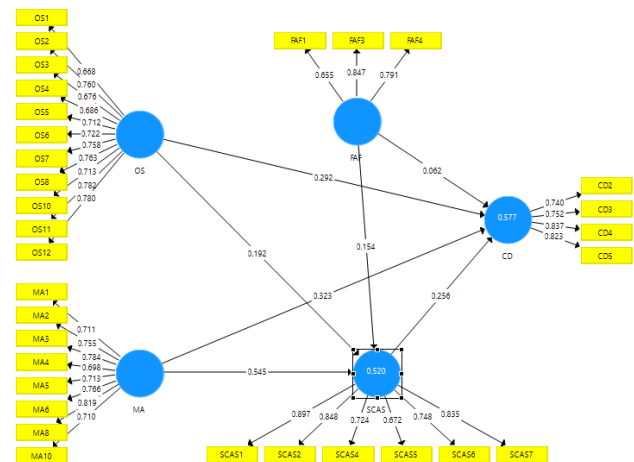 OS1
OS2
OS3
OS4
OS5
OS6
OS7
OS8
OS10
OS11
OS12
0.668
0.760
0.676
0.686
0.712
0.722
0.758
0.763
0.713
0.782
0.780
OS
FAF1
FAF3
FAF4
0.655
0.847
0.791
FAF
0.292
0.062
0.192
0.154
0.323
0.256
0.545
0.577
CD
0.740
0.752
0.837
0.823
CD2
CD3
CD4
CD5
MA1
MA2
MA3
MA4
MA5
MA6
MA8
MA10
0.711
0.755
0.784
0.698
0.713
0.766
0.819
0.710
MA
0.520
SCAS
0.897
0.848
0.724
0.672
0.748
0.835
SCAS1
SCAS2
SCAS4
SCAS5
SCAS6
SCAS7